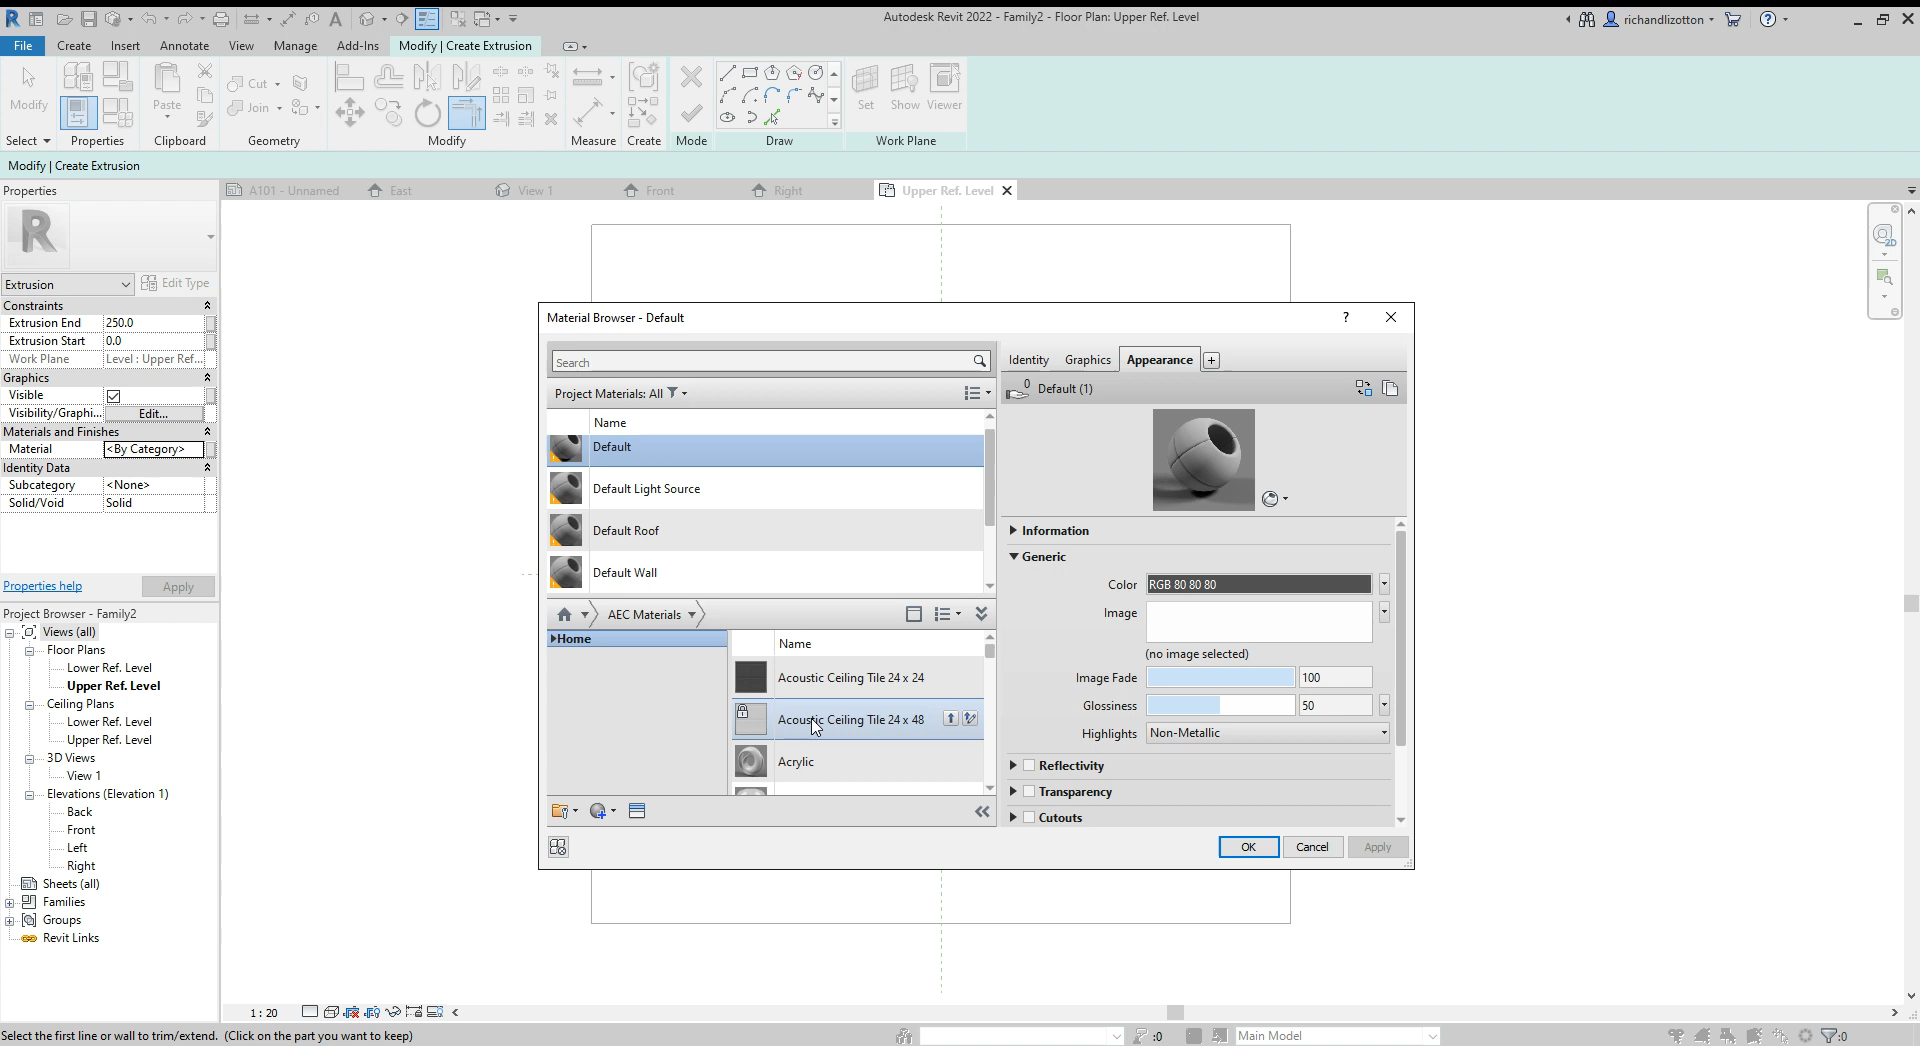 Autodesk Revit 2022 - Family2 - Floor Plan: Upper Ref. Level
richandlizotton
File Create Insert Annotate View Manage Add-Ins Modify | Create Extrusion
Modify
Paste
Cut
Join
Set Show Viewer
Select Properties Clipboard Geometry Modify Measure Create Mode Draw Work Plane
Modify | Create Extrusion
Properties
A101 - Unnamed East View 1 Front Right Upper Ref. Level
R
2D
Extrusion Edit Type
Constraints
Extrusion End 250.0
Extrusion Start 0.0
Work Plane Level : Upper Ref...
Graphics
Visible
Visibility/Graphi... Edit...
Materials and Finishes
Material <By Category>
Identity Data
Subcategory <None>
Solid/Void Solid
Properties help Apply
Project Browser - Family2
Views (all)
Floor Plans
Lower Ref. Level
Upper Ref. Level
Ceiling Plans
Lower Ref. Level
Upper Ref. Level
3D Views
View 1
Elevations (Elevation 1)
Back
Front
Left
Right
Sheets (all)
Families
Groups
Revit Links
Material Browser - Default
?
Search
Project Materials: All
Name
Default
Default Light Source
Default Roof
Default Wall
AEC Materials
Home
Name
Acoustic Ceiling Tile 24 x 24
Acoustic Ceiling Tile 24 x 48
Acrylic
Identity Graphics Appearance +
0
Default (1)
Information
Generic
Color RGB 80 80 80
Image
(no image selected)
Image Fade 100
Glossiness 50
Highlights Non-Metallic
Reflectivity
Transparency
Cutouts
OK Cancel Apply
1 : 20
Select the first line or wall to trim/extend. (Click on the part you want to keep)
:0
Main Model
:0